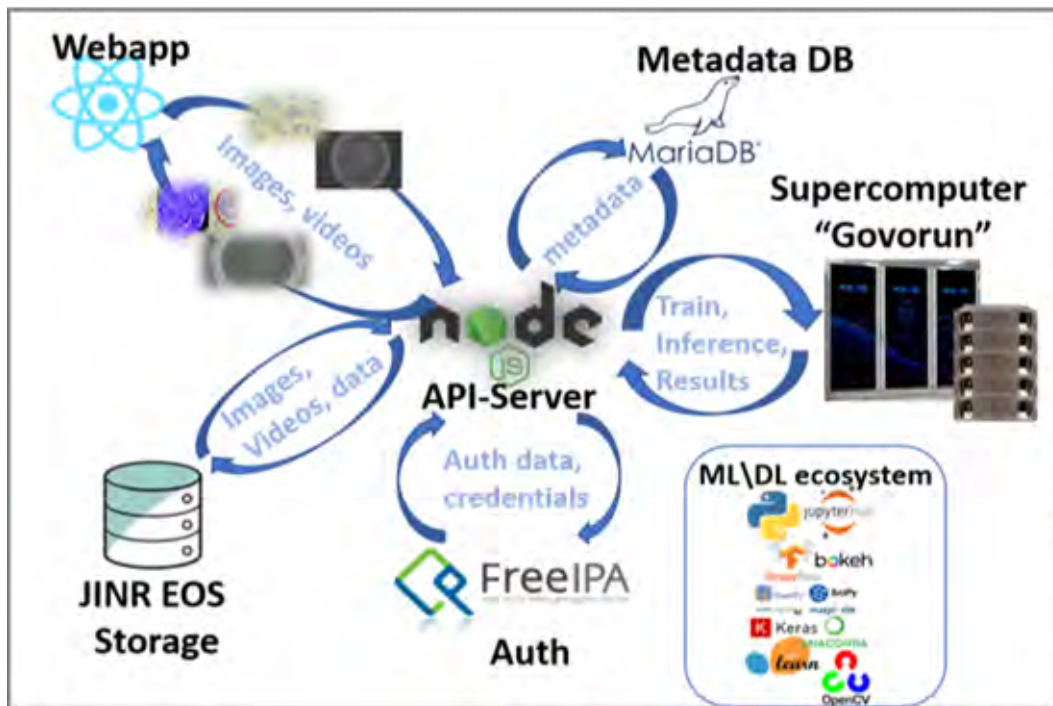 Webapp
Metadata DB
MariaDB
Images, videos
metadata
Supercomputer
“Govorun”
node
JS
API-Server
Train,
Inference,
Results
Images,
Videos, data
Auth data,
credentials
JINR EOS
Storage
FreeIPA
Auth
ML\DL ecosystem
bokeh
SciPy
Keras
learn
OpenCV